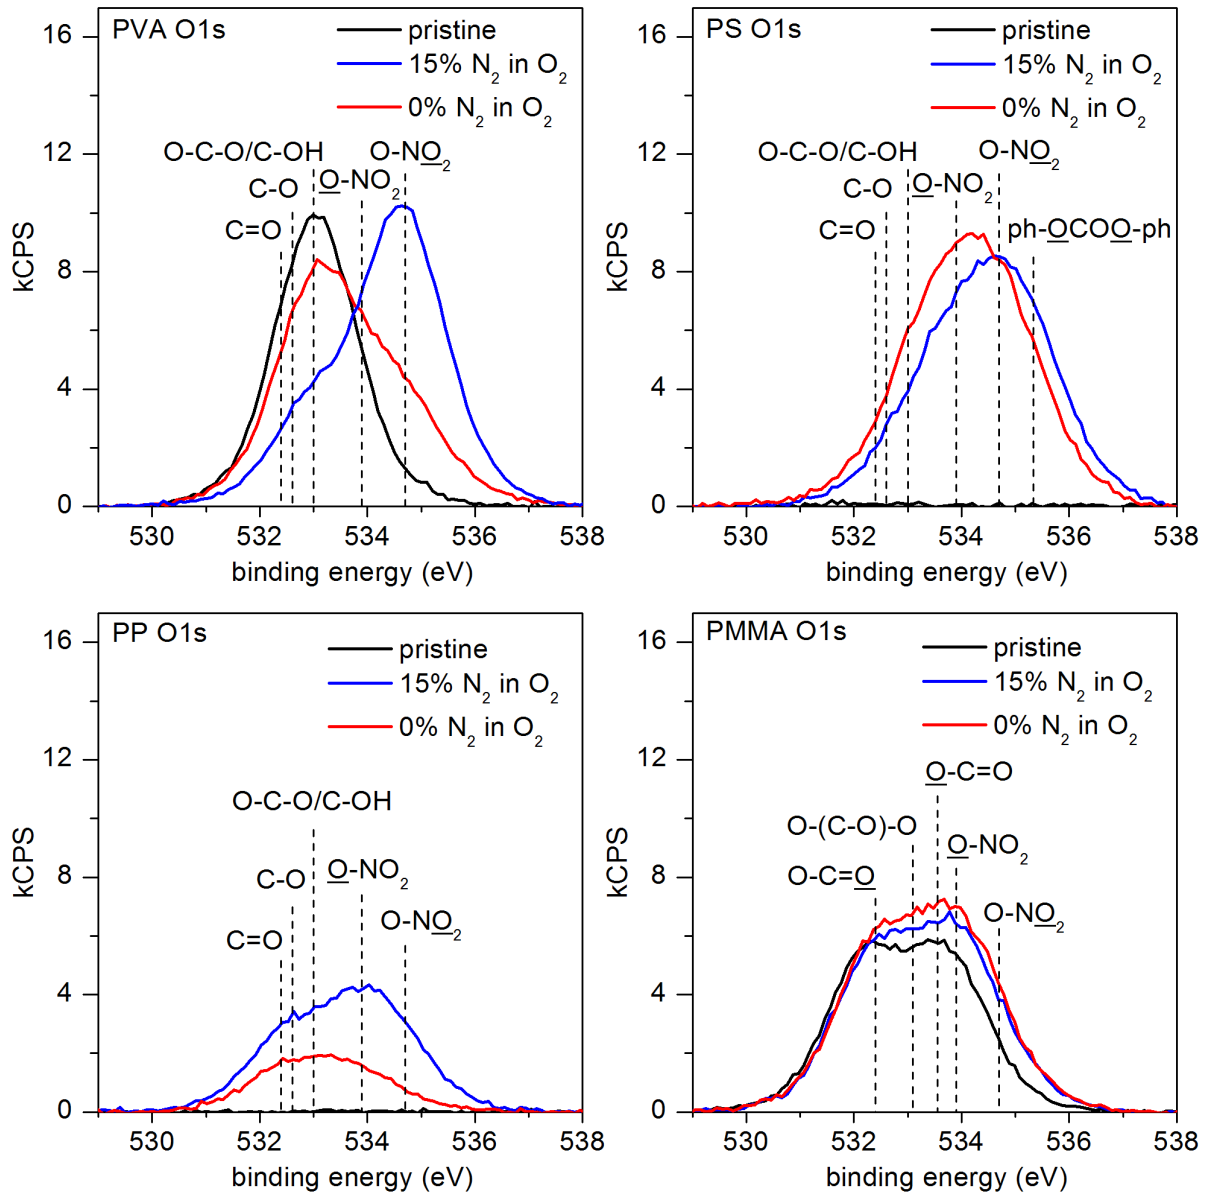 PVA O1s
pristine
15% N₂ in O₂
0% N₂ in O₂
O-C-O/C-OH
O-NO₂
C-O
O-NO₂
C=O
kCPS
16
12
8
4
0
530 532 534 536 538
binding energy (eV)
PS O1s
pristine
15% N₂ in O₂
0% N₂ in O₂
O-C-O/C-OH
O-NO₂
C-O
O-NO₂
C=O
ph-OCOO-ph
kCPS
16
12
8
4
0
530 532 534 536 538
binding energy (eV)
PP O1s
pristine
15% N₂ in O₂
0% N₂ in O₂
O-C-O/C-OH
C-O
O-NO₂
C=O
O-NO₂
kCPS
16
12
8
4
0
530 532 534 536 538
binding energy (eV)
PMMA O1s
pristine
15% N₂ in O₂
0% N₂ in O₂
O-C=O
O-(C-O)-O
O-NO₂
O-C=O
O-NO₂
kCPS
16
12
8
4
0
530 532 534 536 538
binding energy (eV)